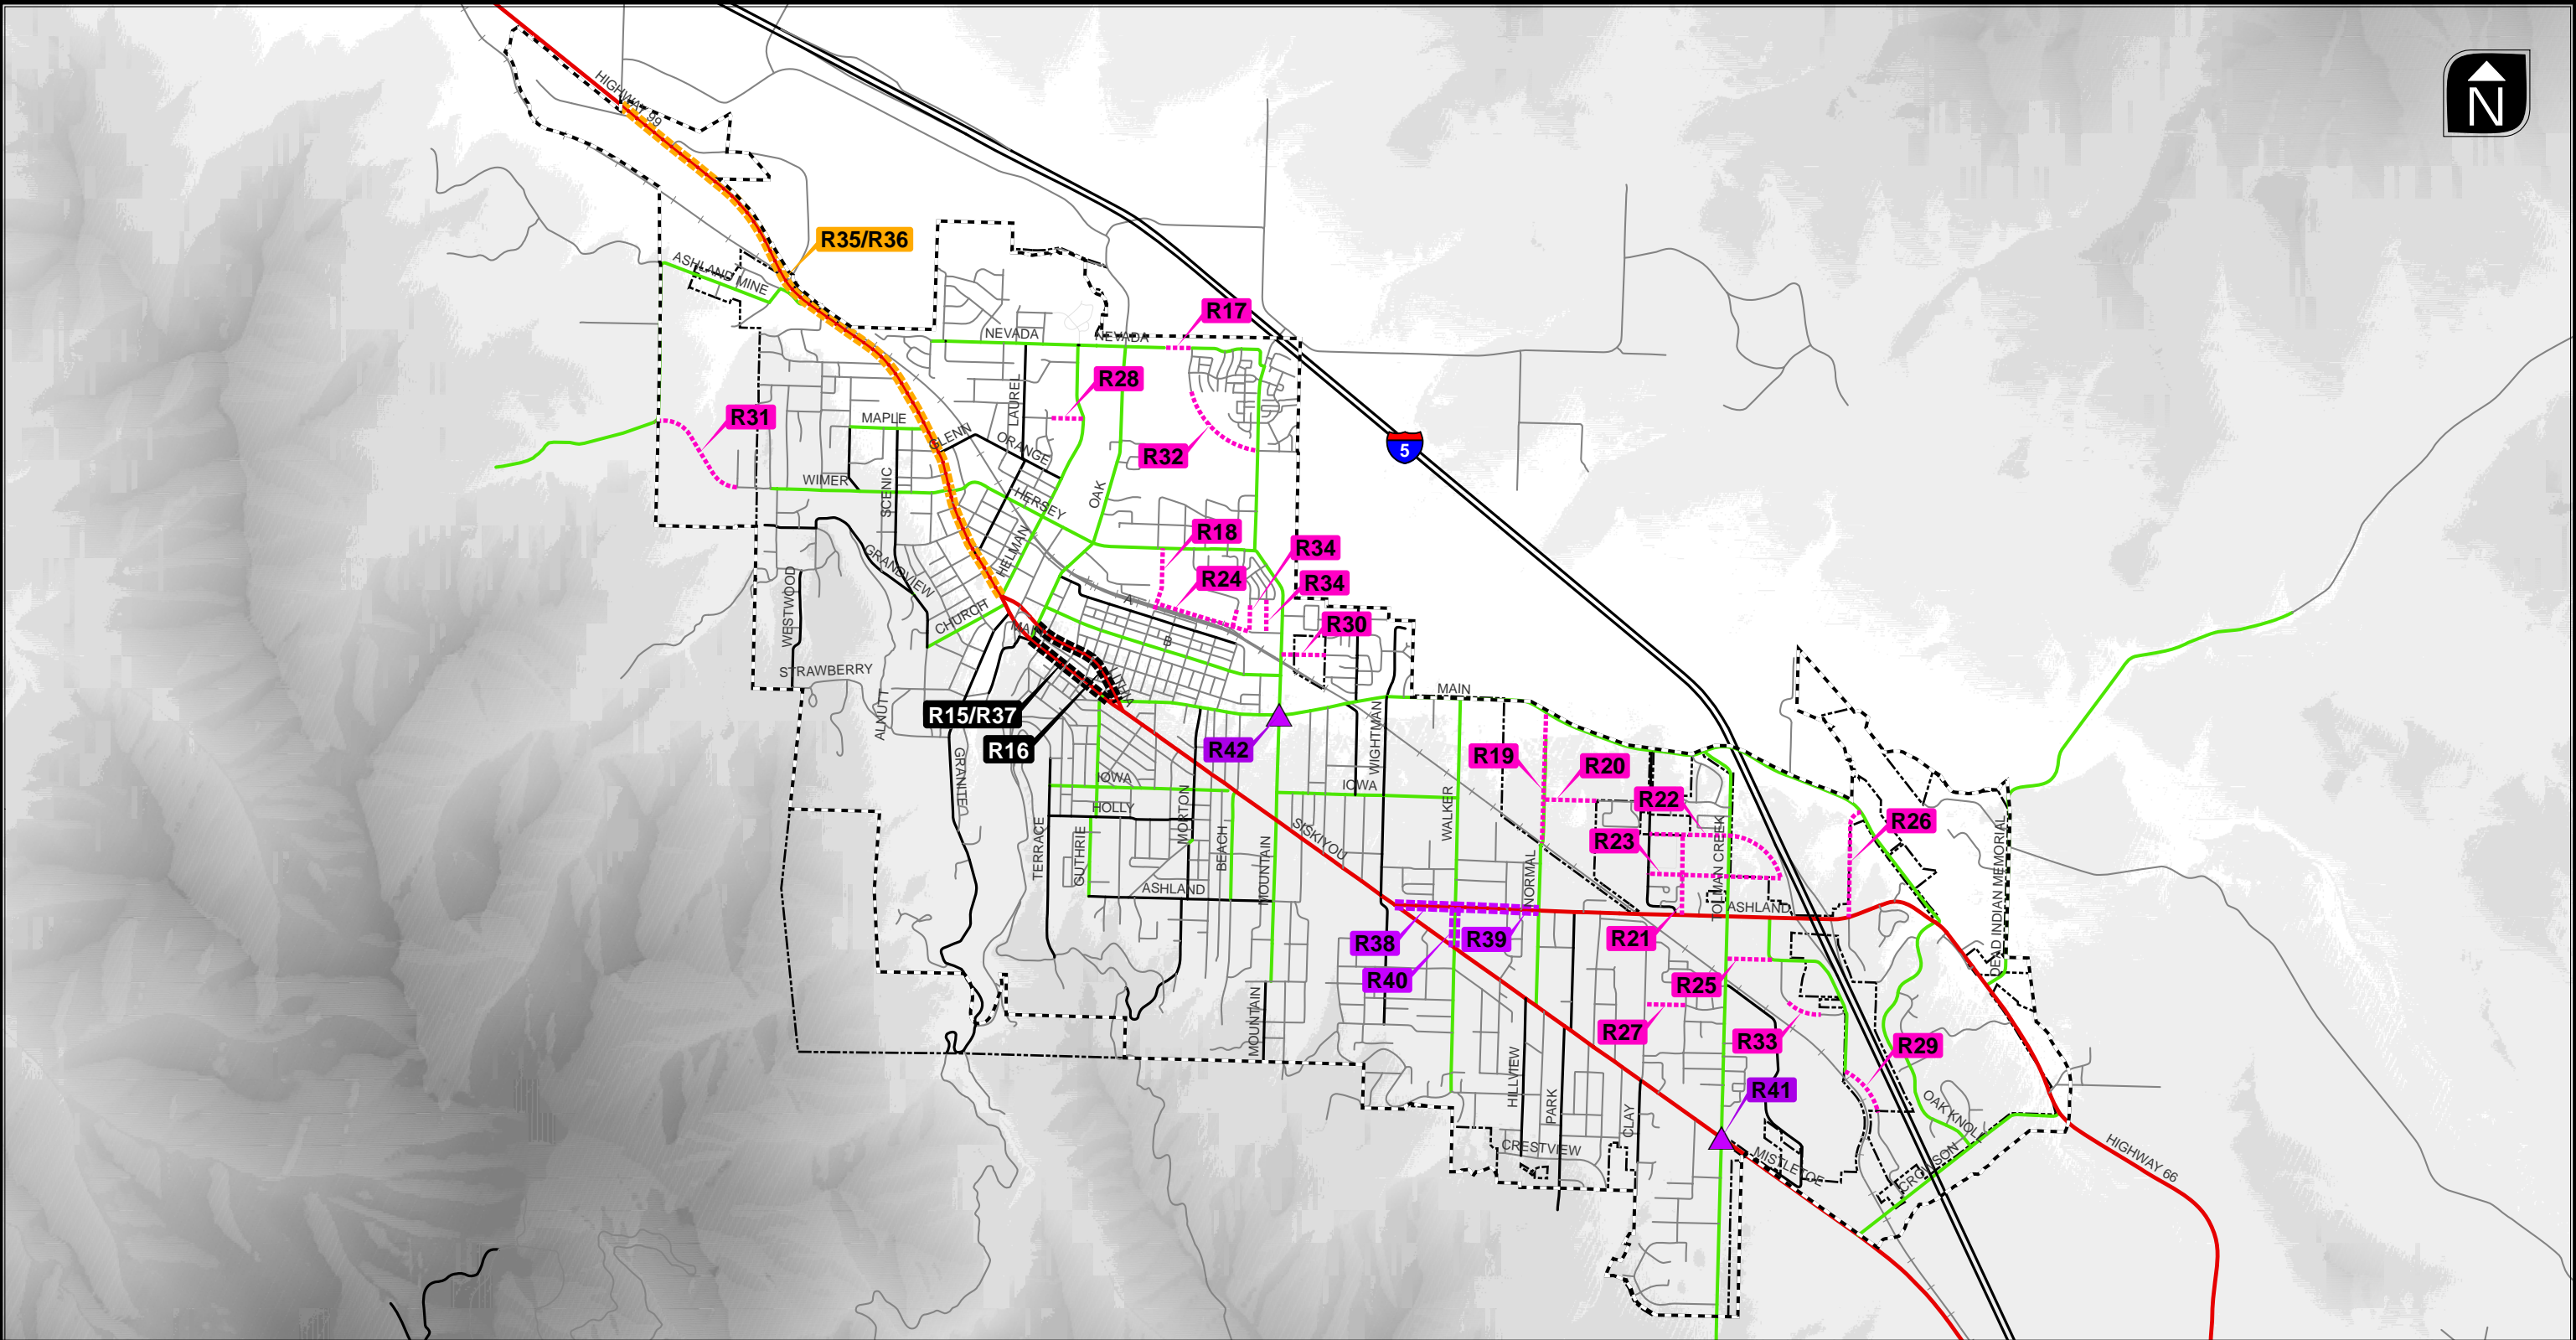 HIGHWAY 99
N
R35/R36
ASHLAND MINE
R17
NEVADA
NEVADA
R28
LAUREL
R31
MAPLE
GLENN
ORANGE
R32
5
WIMER
SCENIC
HERSEY
OAK
R18
R34
HELMAN
GRANDVIEW
R24
R34
WESTWOOD
CHURCH
A
R30
MAIN
B
STRAWBERRY
LITHIA
MAIN
ALNUTT
R15/R37
R16
R42
WIGHTMAN
R19
R20
GRANITE
IOWA
IOWA
R22
HOLLY
MORTON
WALKER
R26
SISKIYOU
R23
TERRACE
GUTHRIE
BEACH
MOUNTAIN
NORMAL
TOLMAN CREEK
DEAD INDIAN MEMORIAL
ASHLAND
ASHLAND
R38
R39
R21
R40
R25
MOUNTAIN
R27
R33
R29
HILLVIEW
PARK
CLAY
R41
OAK KNOLL
CRESTVIEW
MISTLETOE
CROWSON
HIGHWAY 66